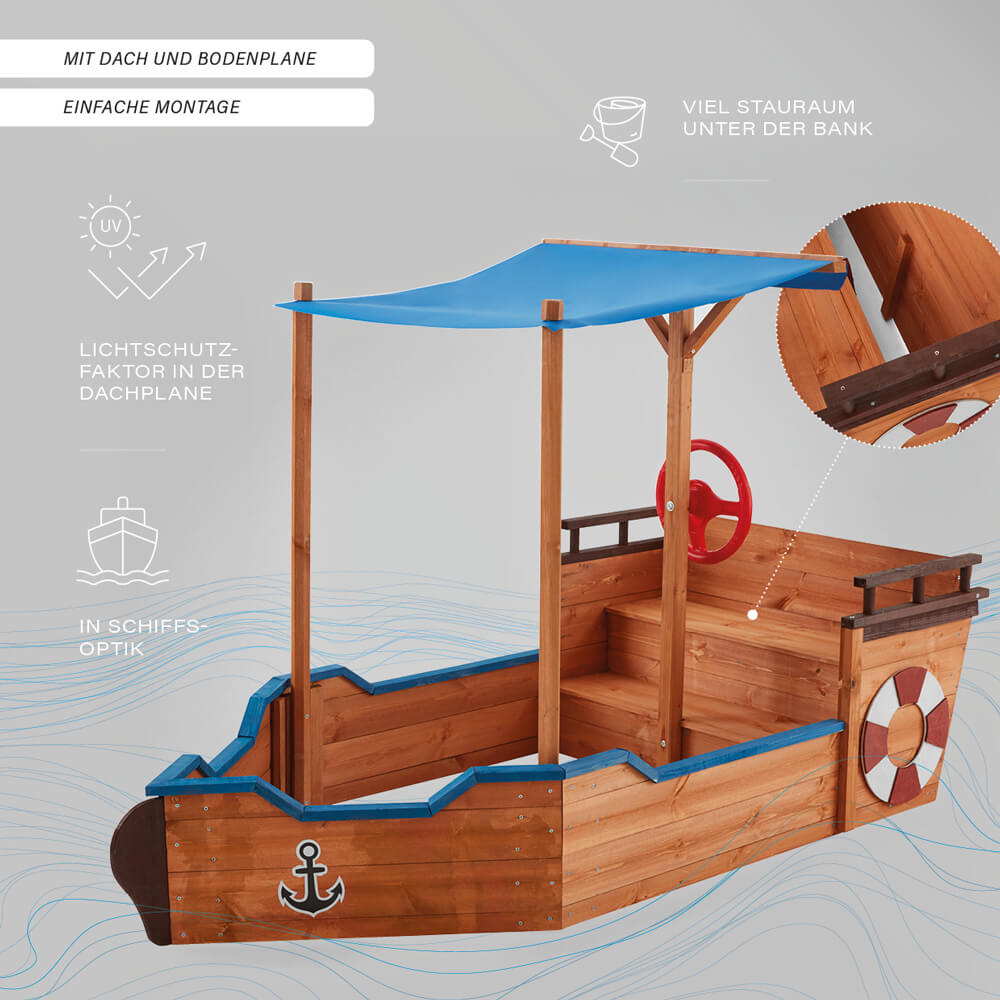 MIT DACH UND BODENPLANE
EINFACHE MONTAGE
VIEL STAURAUM
UNTER DER BANK
UV
LICHTSCHUTZ-
FAKTOR IN DER
DACHPLANE
IN SCHIFFS-
OPTIK